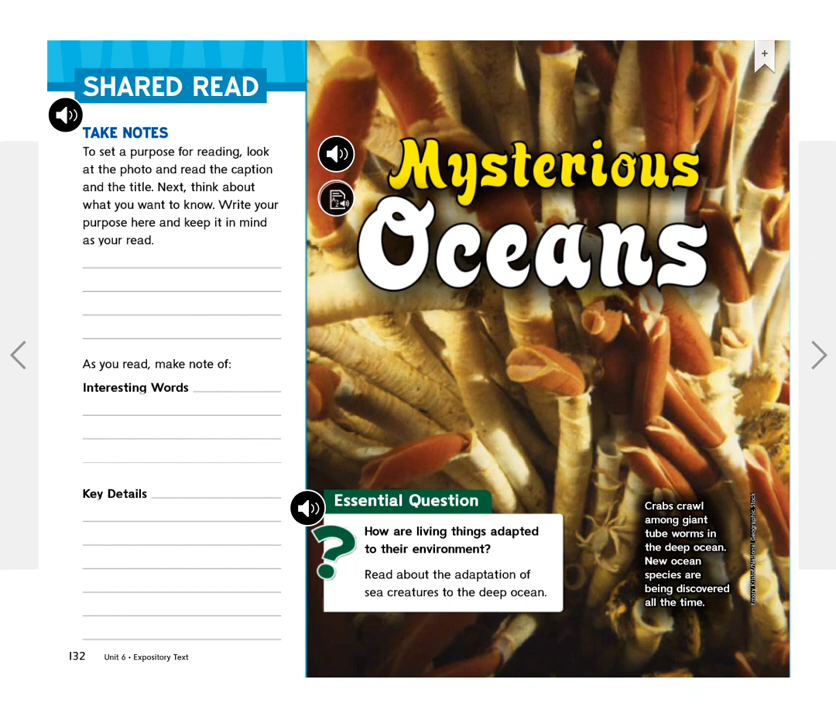 SHARED READ
TAKE NOTES
To set a purpose for reading, look
at the photo and read the caption
and the title. Next, think about
what you want to know. Write your
purpose here and keep it in mind
as your read.
As you read, make note of:
Interesting Words
Key Details
132 Unit 6 • Expository Text
Mysterious
Oceans
Essential Question
?
How are living things adapted
to their environment?
Read about the adaptation of
sea creatures to the deep ocean.
Crabs crawl
among giant
tube worms in
the deep ocean.
New ocean
species are
being discovered
all the time.